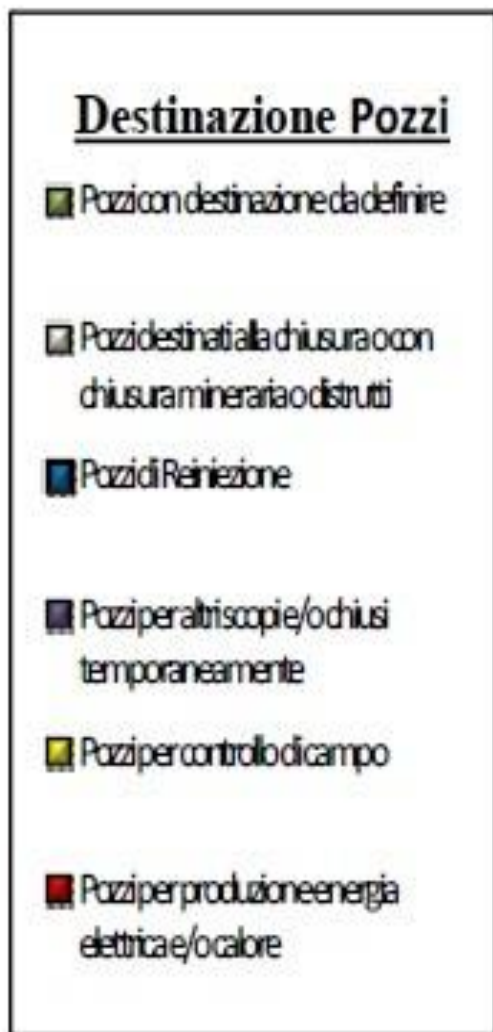 Destinazione Pozzi
Pozzi con destinazione da definire
Pozzi destinati alla chiusura o con
chiusura mineraria o distrutti
Pozzi di Reiniezione
Pozzi per altri scopi e/o chiusi
temporaneamente
Pozzi per controllo di campo
Pozzi per produzione energia
elettrica e/o calore